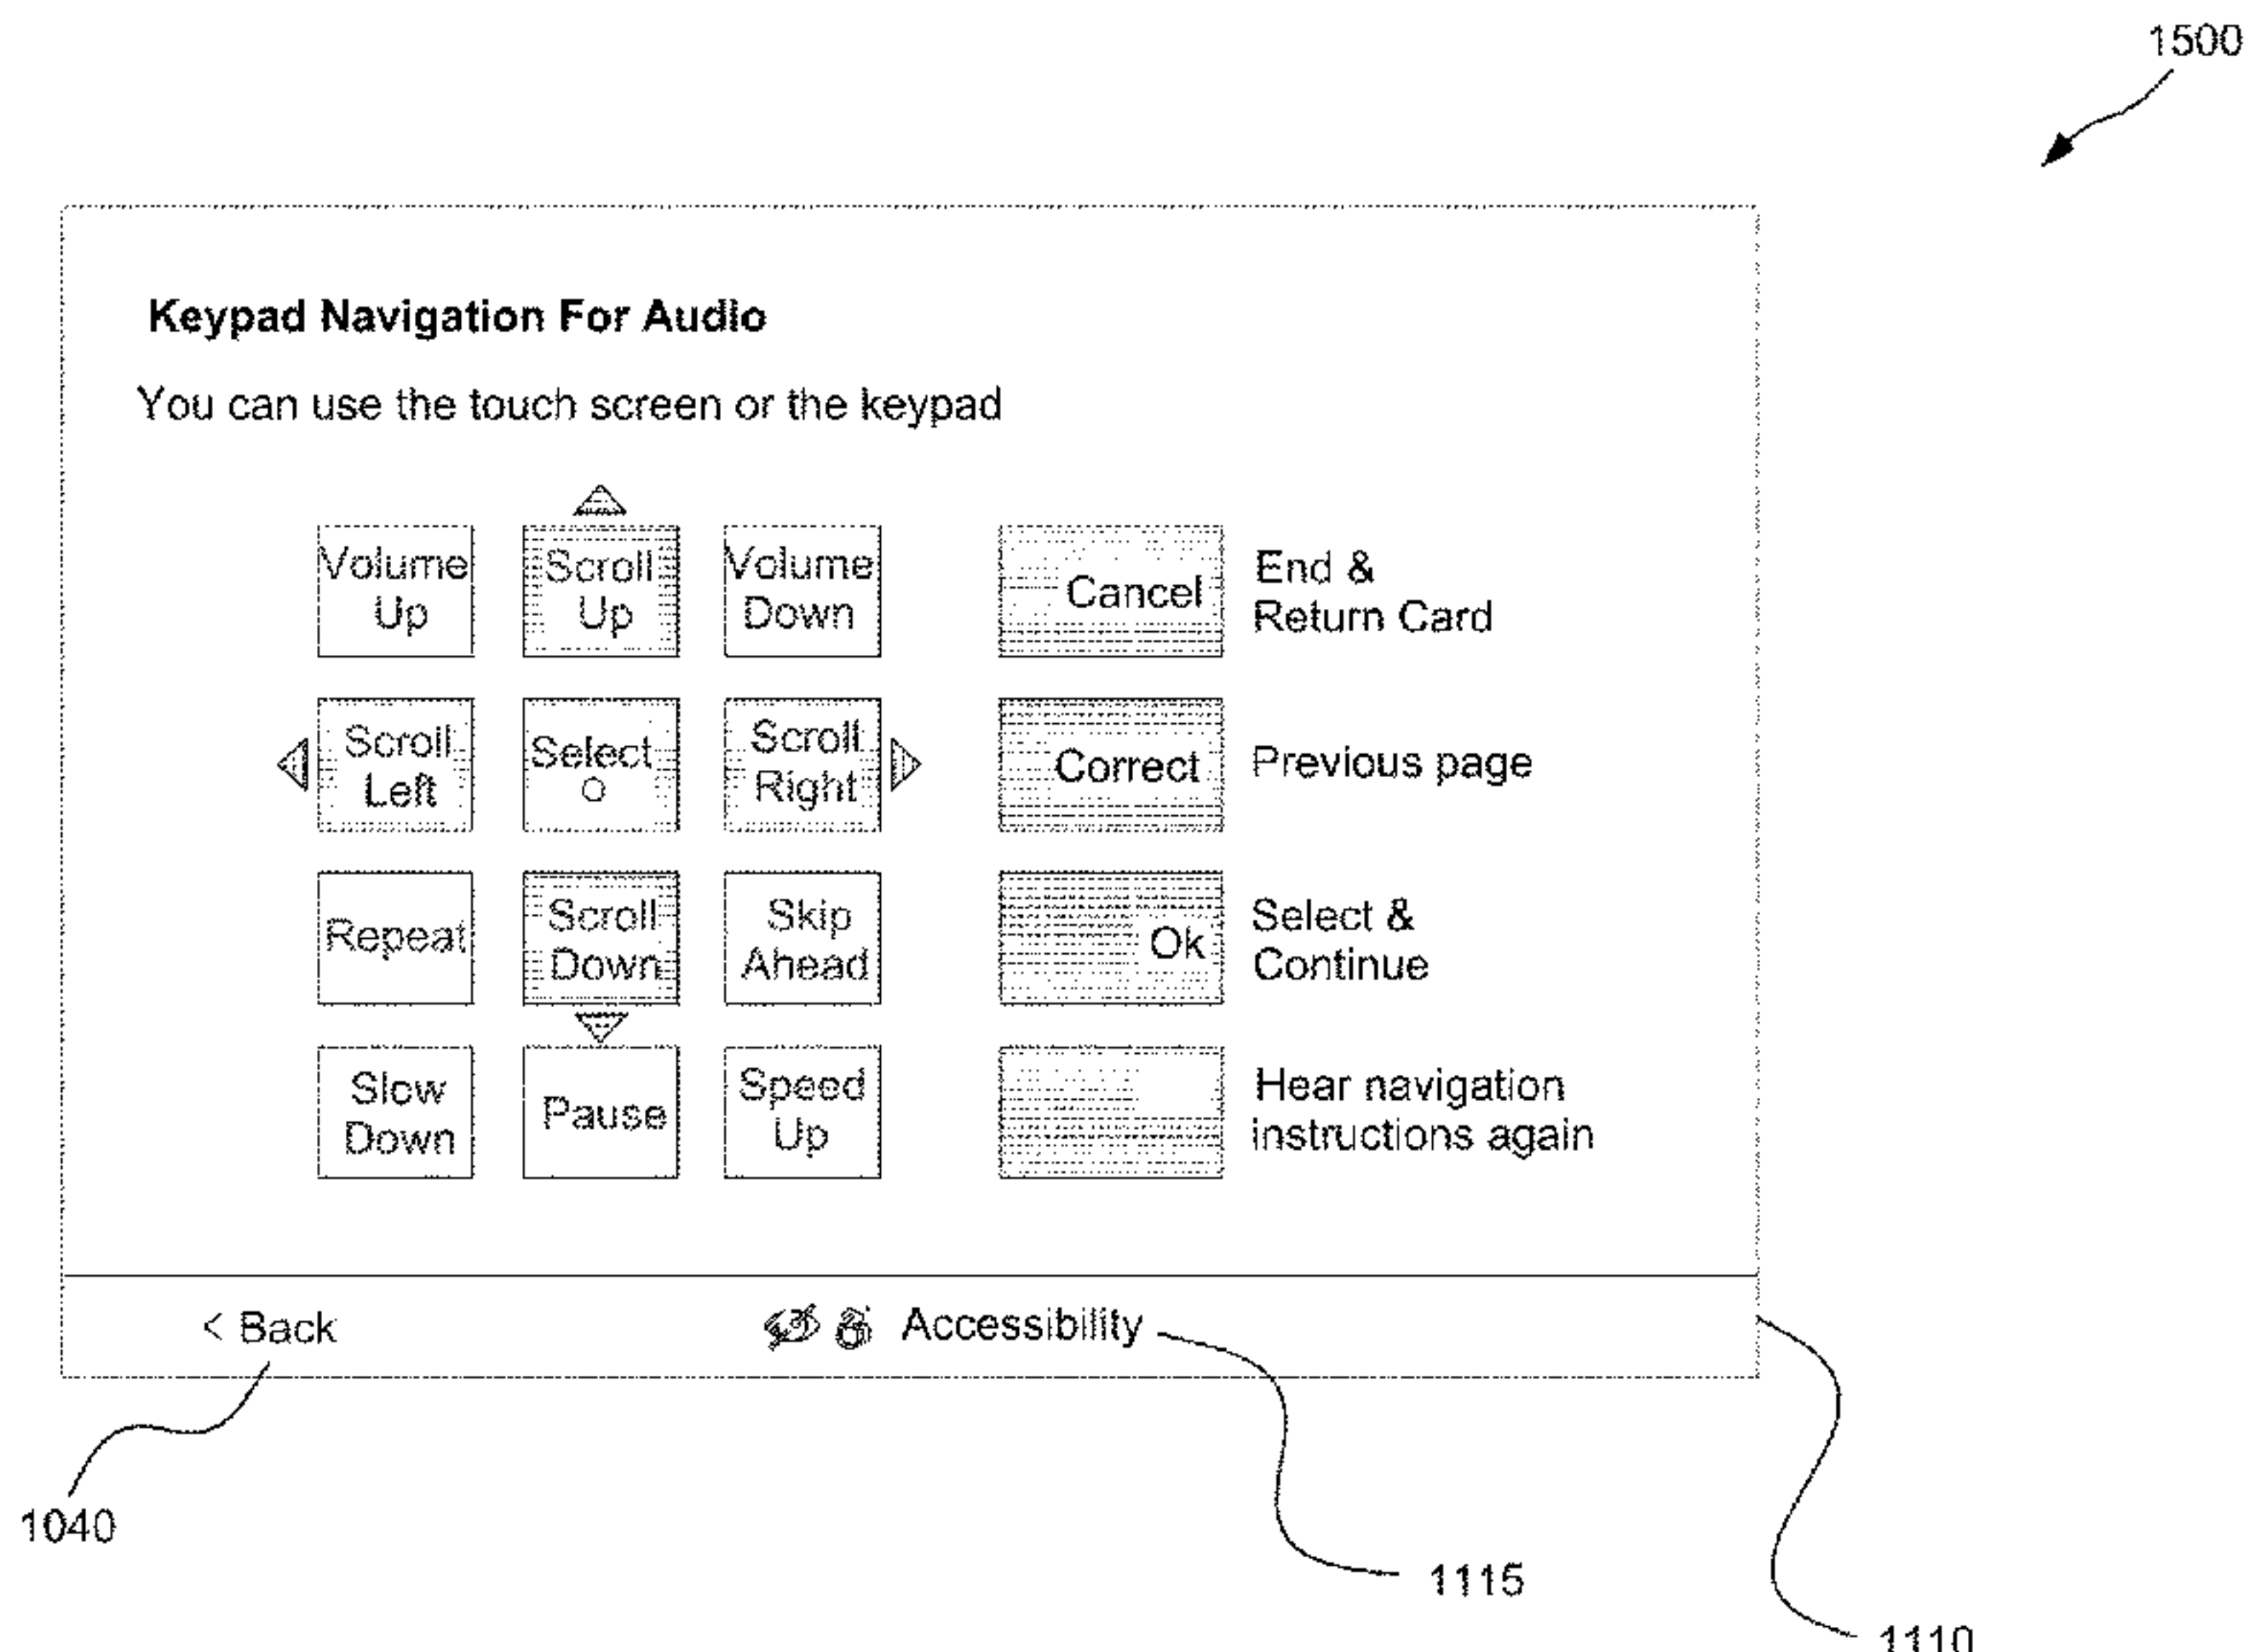 1500
Keypad Navigation For Audio
You can use the touch screen or the keypad
Volume
Up
Scroll
Up
Volume
Down
Cancel
End &
Return Card
Scroll
Left
Select
Scroll
Right
Correct
Previous page
Repeat
Scroll
Down
Skip
Ahead
Ok
Select &
Continue
Slow
Down
Pause
Speed
Up
Hear navigation
instructions again
< Back
Accessibility
1040
1115
1110